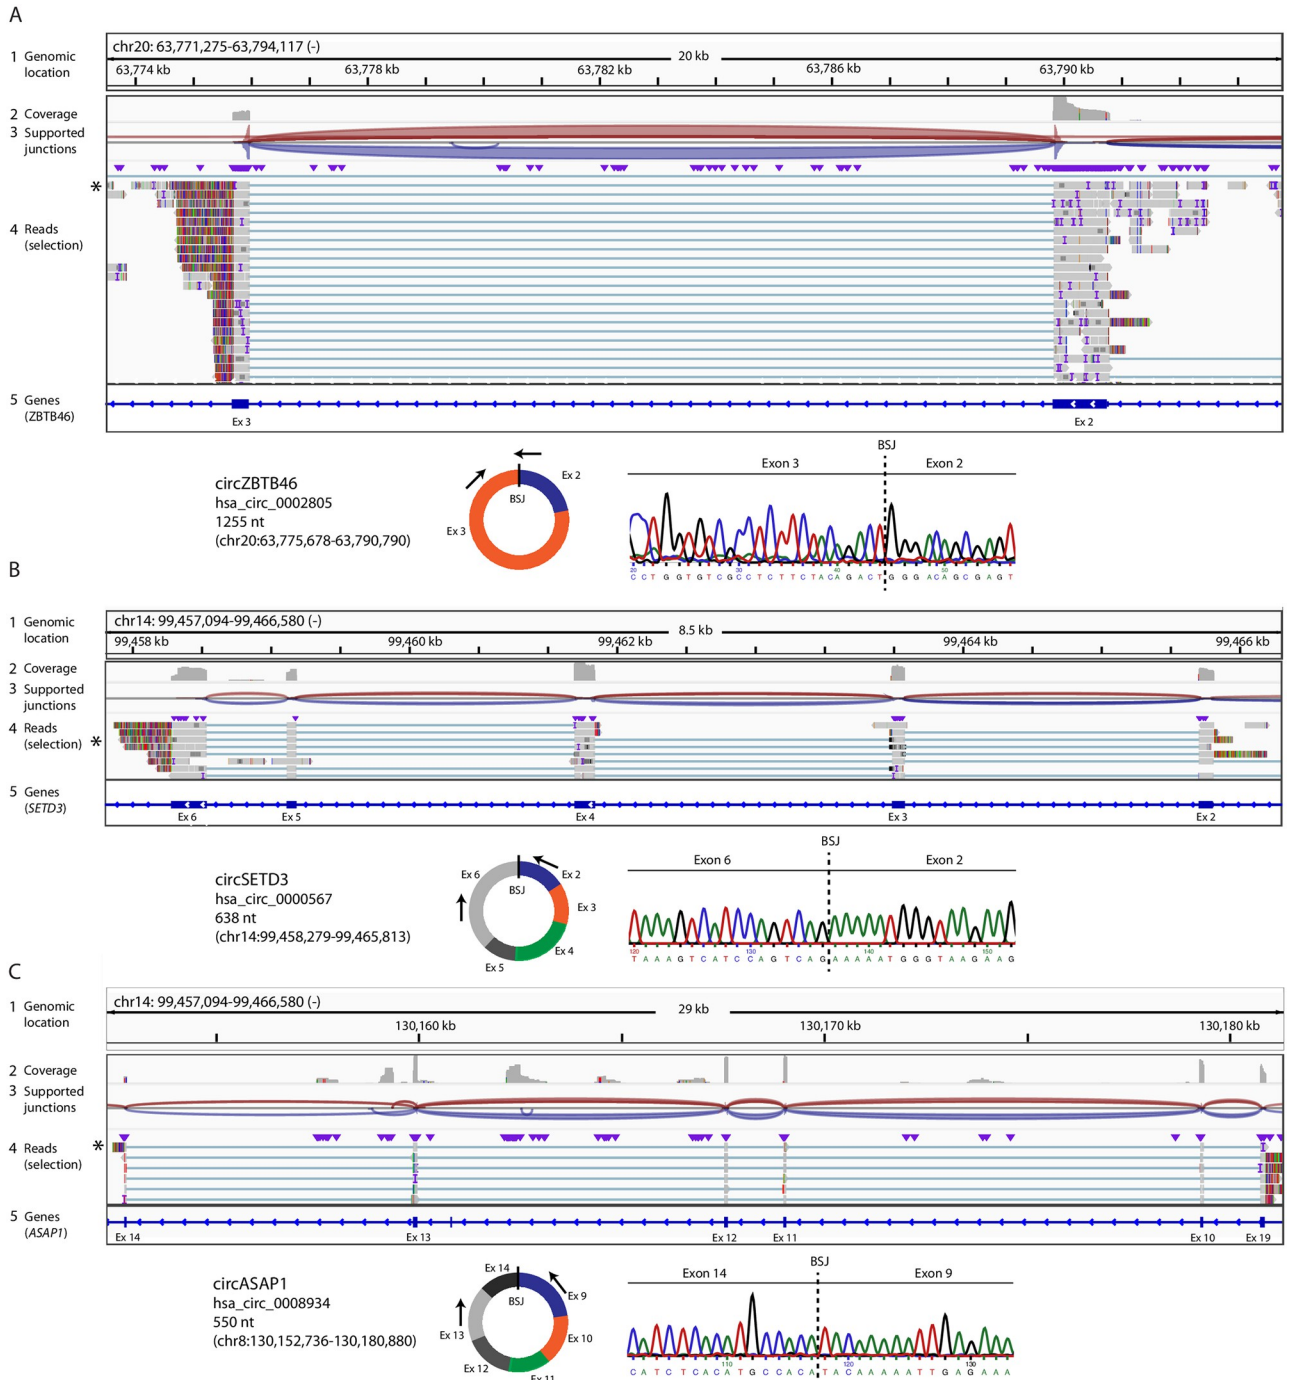 A
1 Genomic location
chr20: 63,771,275-63,794,117 (-)
20 kb
63,774 kb 63,778 kb 63,782 kb 63,786 kb 63,790 kb
2 Coverage
3 Supported junctions
*
4 Reads (selection)
5 Genes (ZBTB46)
Ex 3 Ex 2
circZBTB46
hsa_circ_0002805
1255 nt
(chr20:63,775,678-63,790,790)
Ex 2
BSJ
Ex 3
BSJ
Exon 3 Exon 2
20 30 40 50
C C T G G T G T C G C C T C T T C T A C A G A C T G G G A C A G C G A G T
B
1 Genomic location
chr14: 99,457,094-99,466,580 (-)
8.5 kb
99,458 kb 99,460 kb 99,462 kb 99,464 kb 99,466 kb
2 Coverage
3 Supported junctions
4 Reads (selection)
*
5 Genes (SETD3)
Ex 6 Ex 5 Ex 4 Ex 3 Ex 2
circSETD3
hsa_circ_0000567
638 nt
(chr14:99,458,279-99,465,813)
Ex 6 Ex 2
BSJ
Ex 3
Ex 4
Ex 5
BSJ
Exon 6 Exon 2
120 130 140 150
T A A A G T C A T C C A G T C A G A A A A A T G G G T A A G A A G
C
1 Genomic location
chr14: 99,457,094-99,466,580 (-)
29 kb
130,160 kb 130,170 kb 130,180 kb
2 Coverage
3 Supported junctions
4 Reads (selection)
*
5 Genes (ASAP1)
Ex 14 Ex 13 Ex 12 Ex 11 Ex 10 Ex 19
circASAP1
hsa_circ_0008934
550 nt
(chr8:130,152,736-130,180,880)
Ex 14
BSJ
Ex 9
Ex 13 Ex 10
Ex 12
Ex 11
BSJ
Exon 14 Exon 9
110 120 130
C A T C T C A C A T G C C A C A T A C A A A A A T T G A G A A A